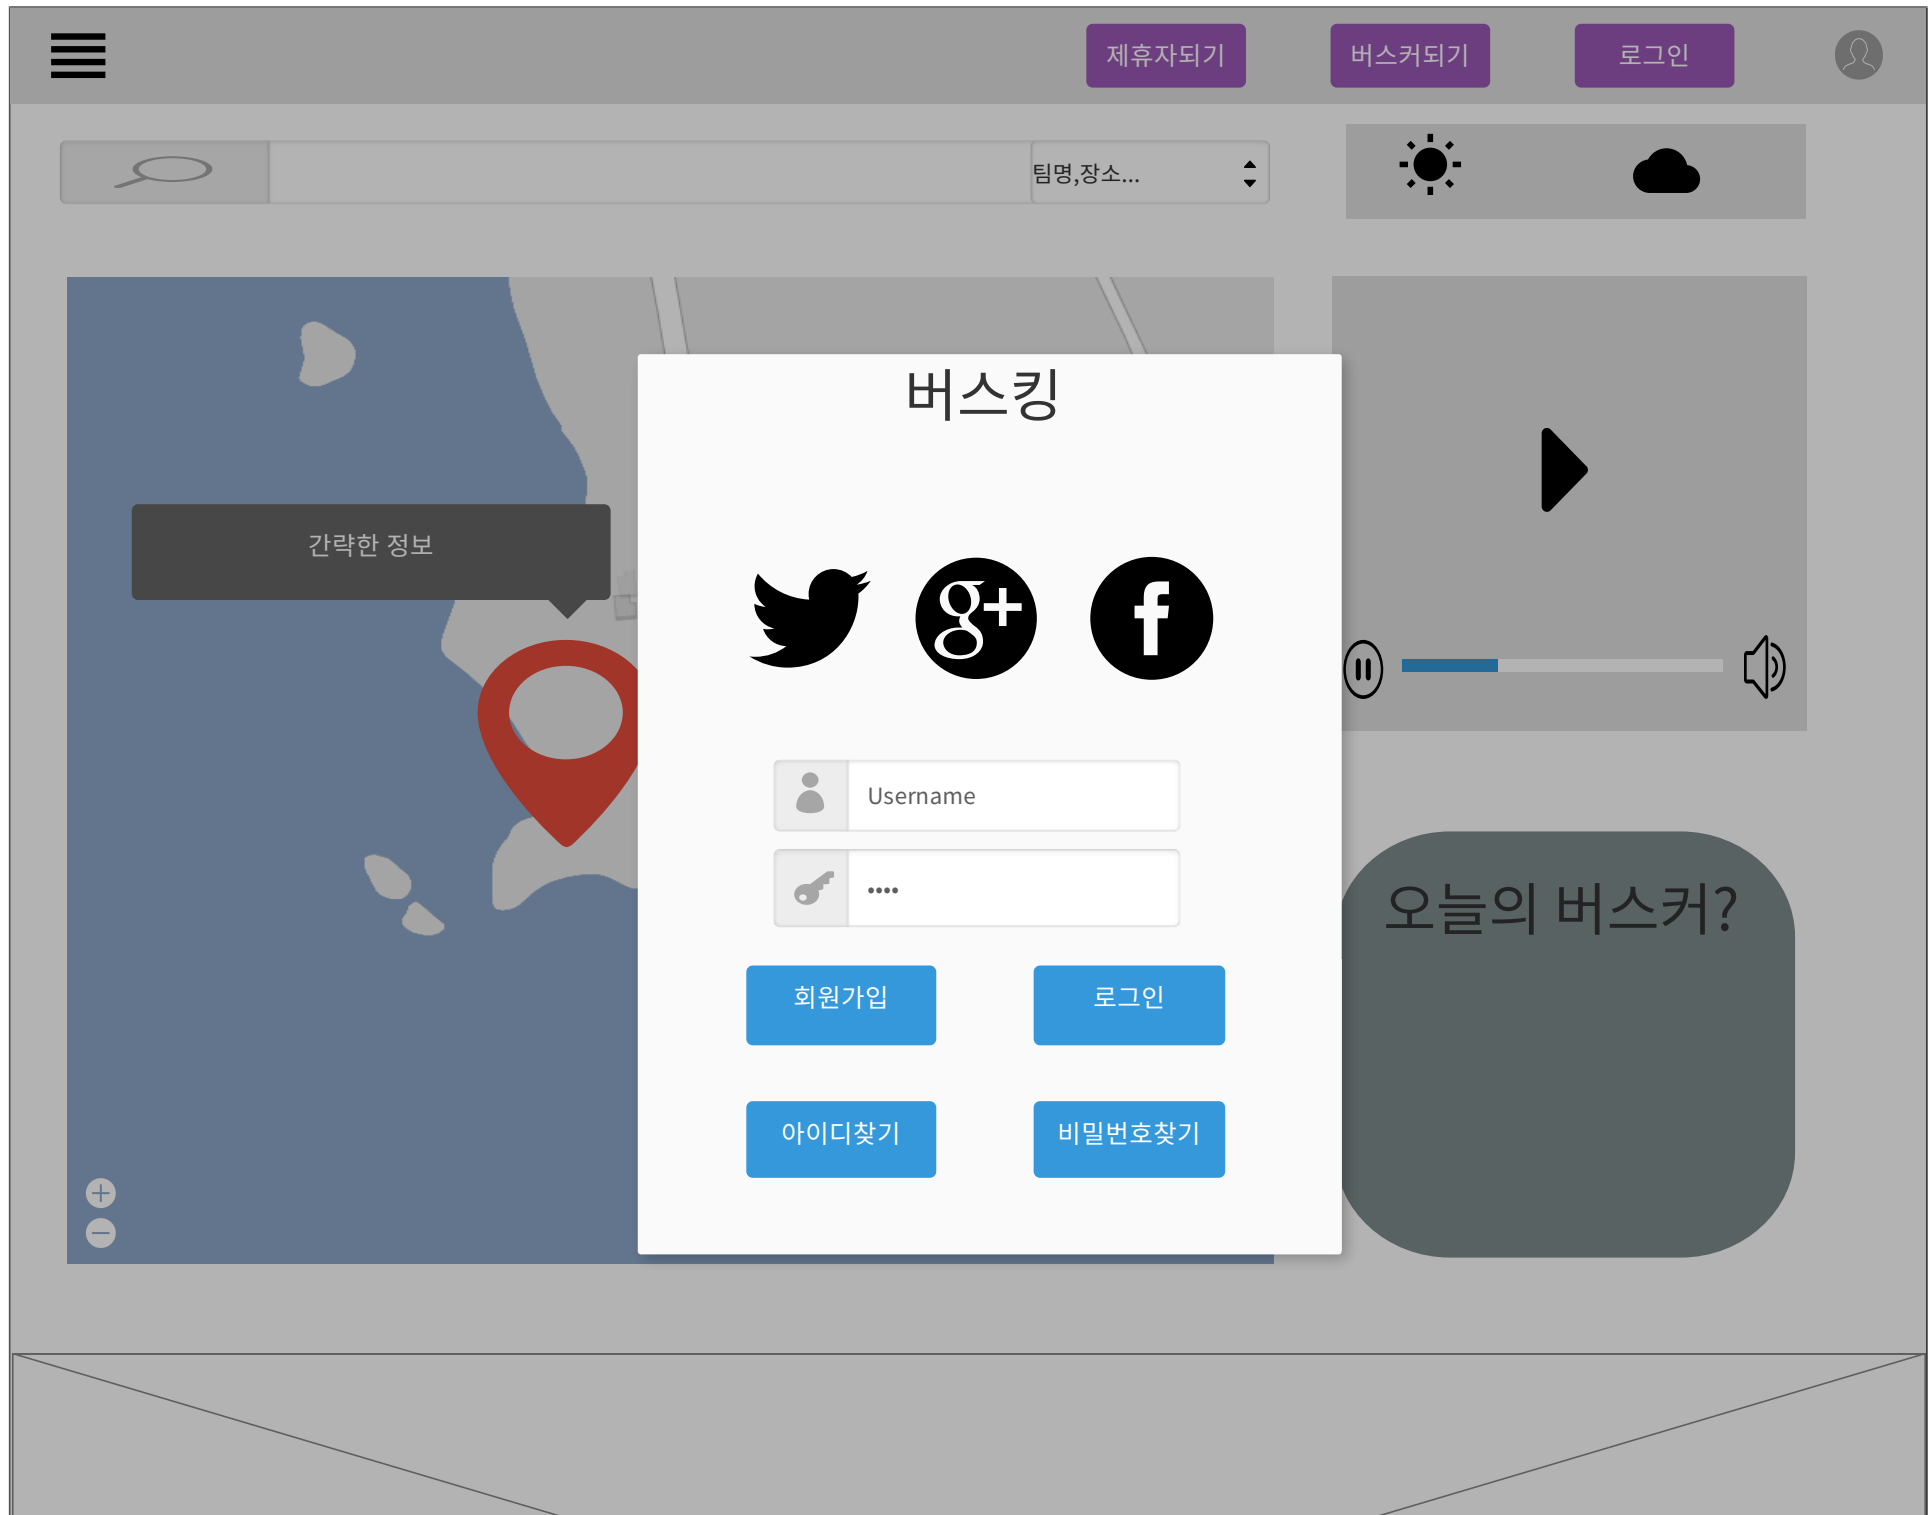 제휴자되기
버스커되기
로그인
팀명,장소...
버스킹
간략한 정보
g+
f
Username
••••
오늘의 버스커?
회원가입
로그인
아이디찾기
비밀번호찾기